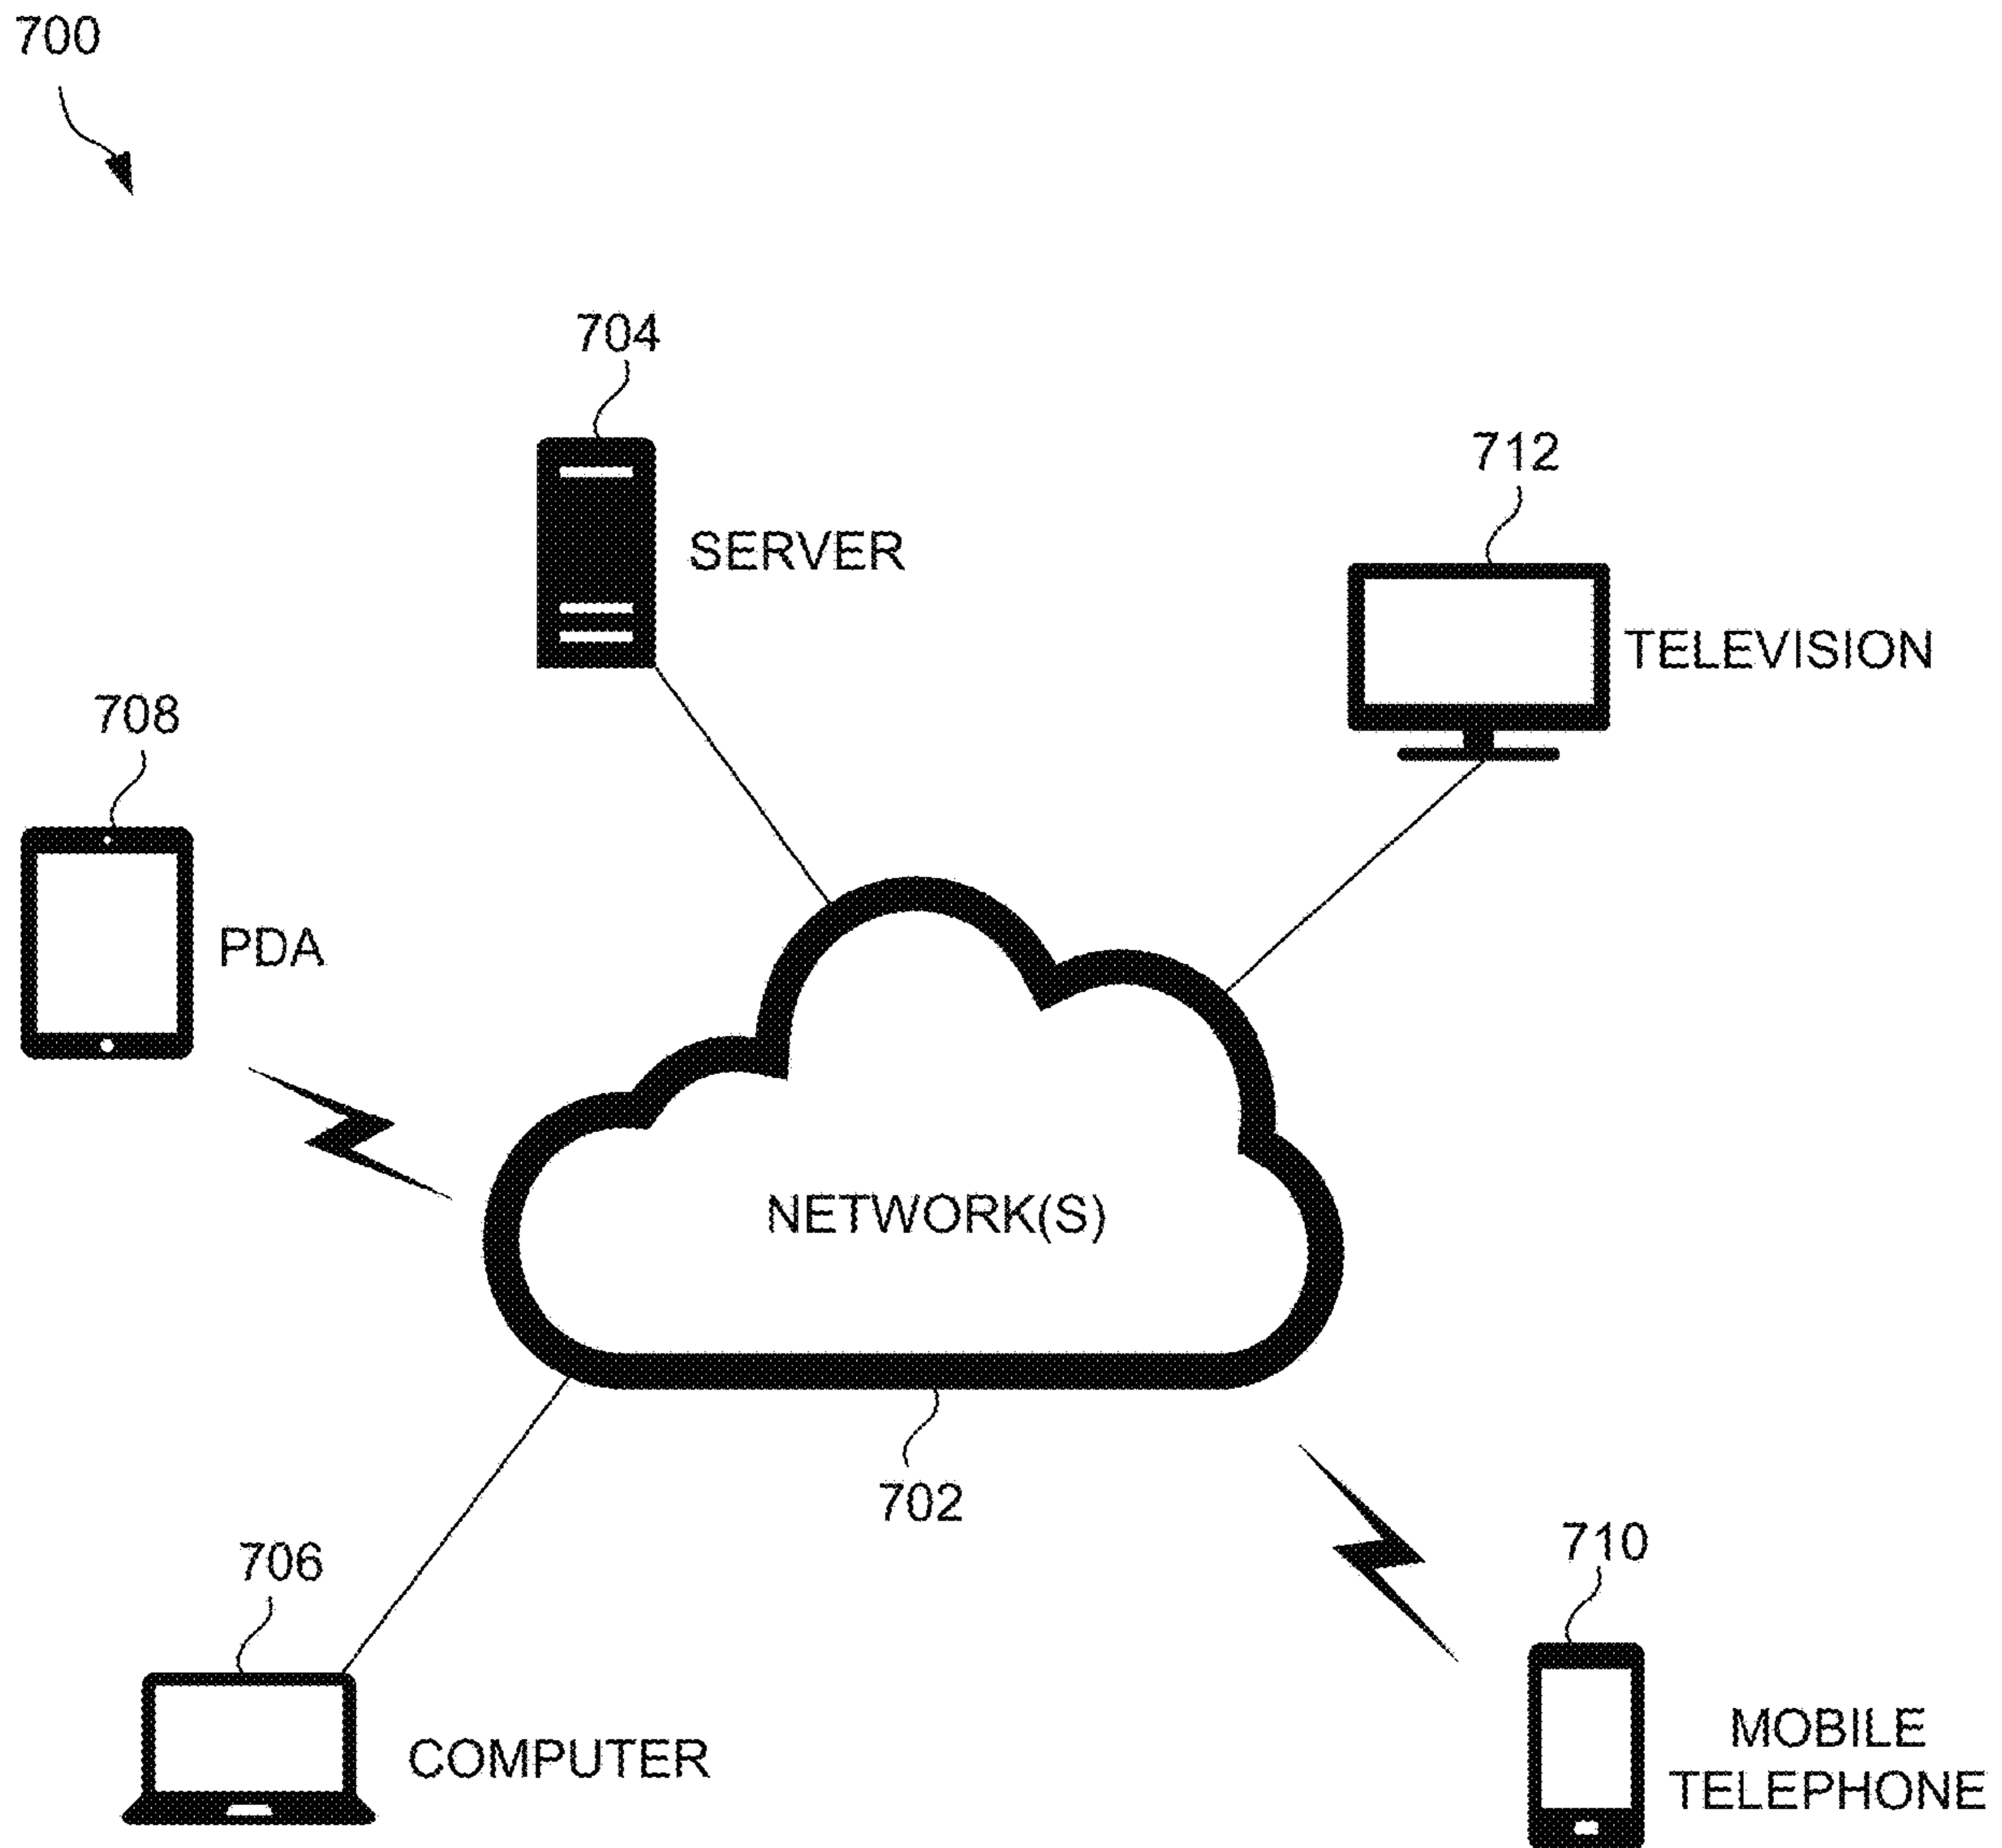 700
704
SERVER
712
TELEVISION
708
PDA
NETWORK(S)
702
706
COMPUTER
710
MOBILE
TELEPHONE